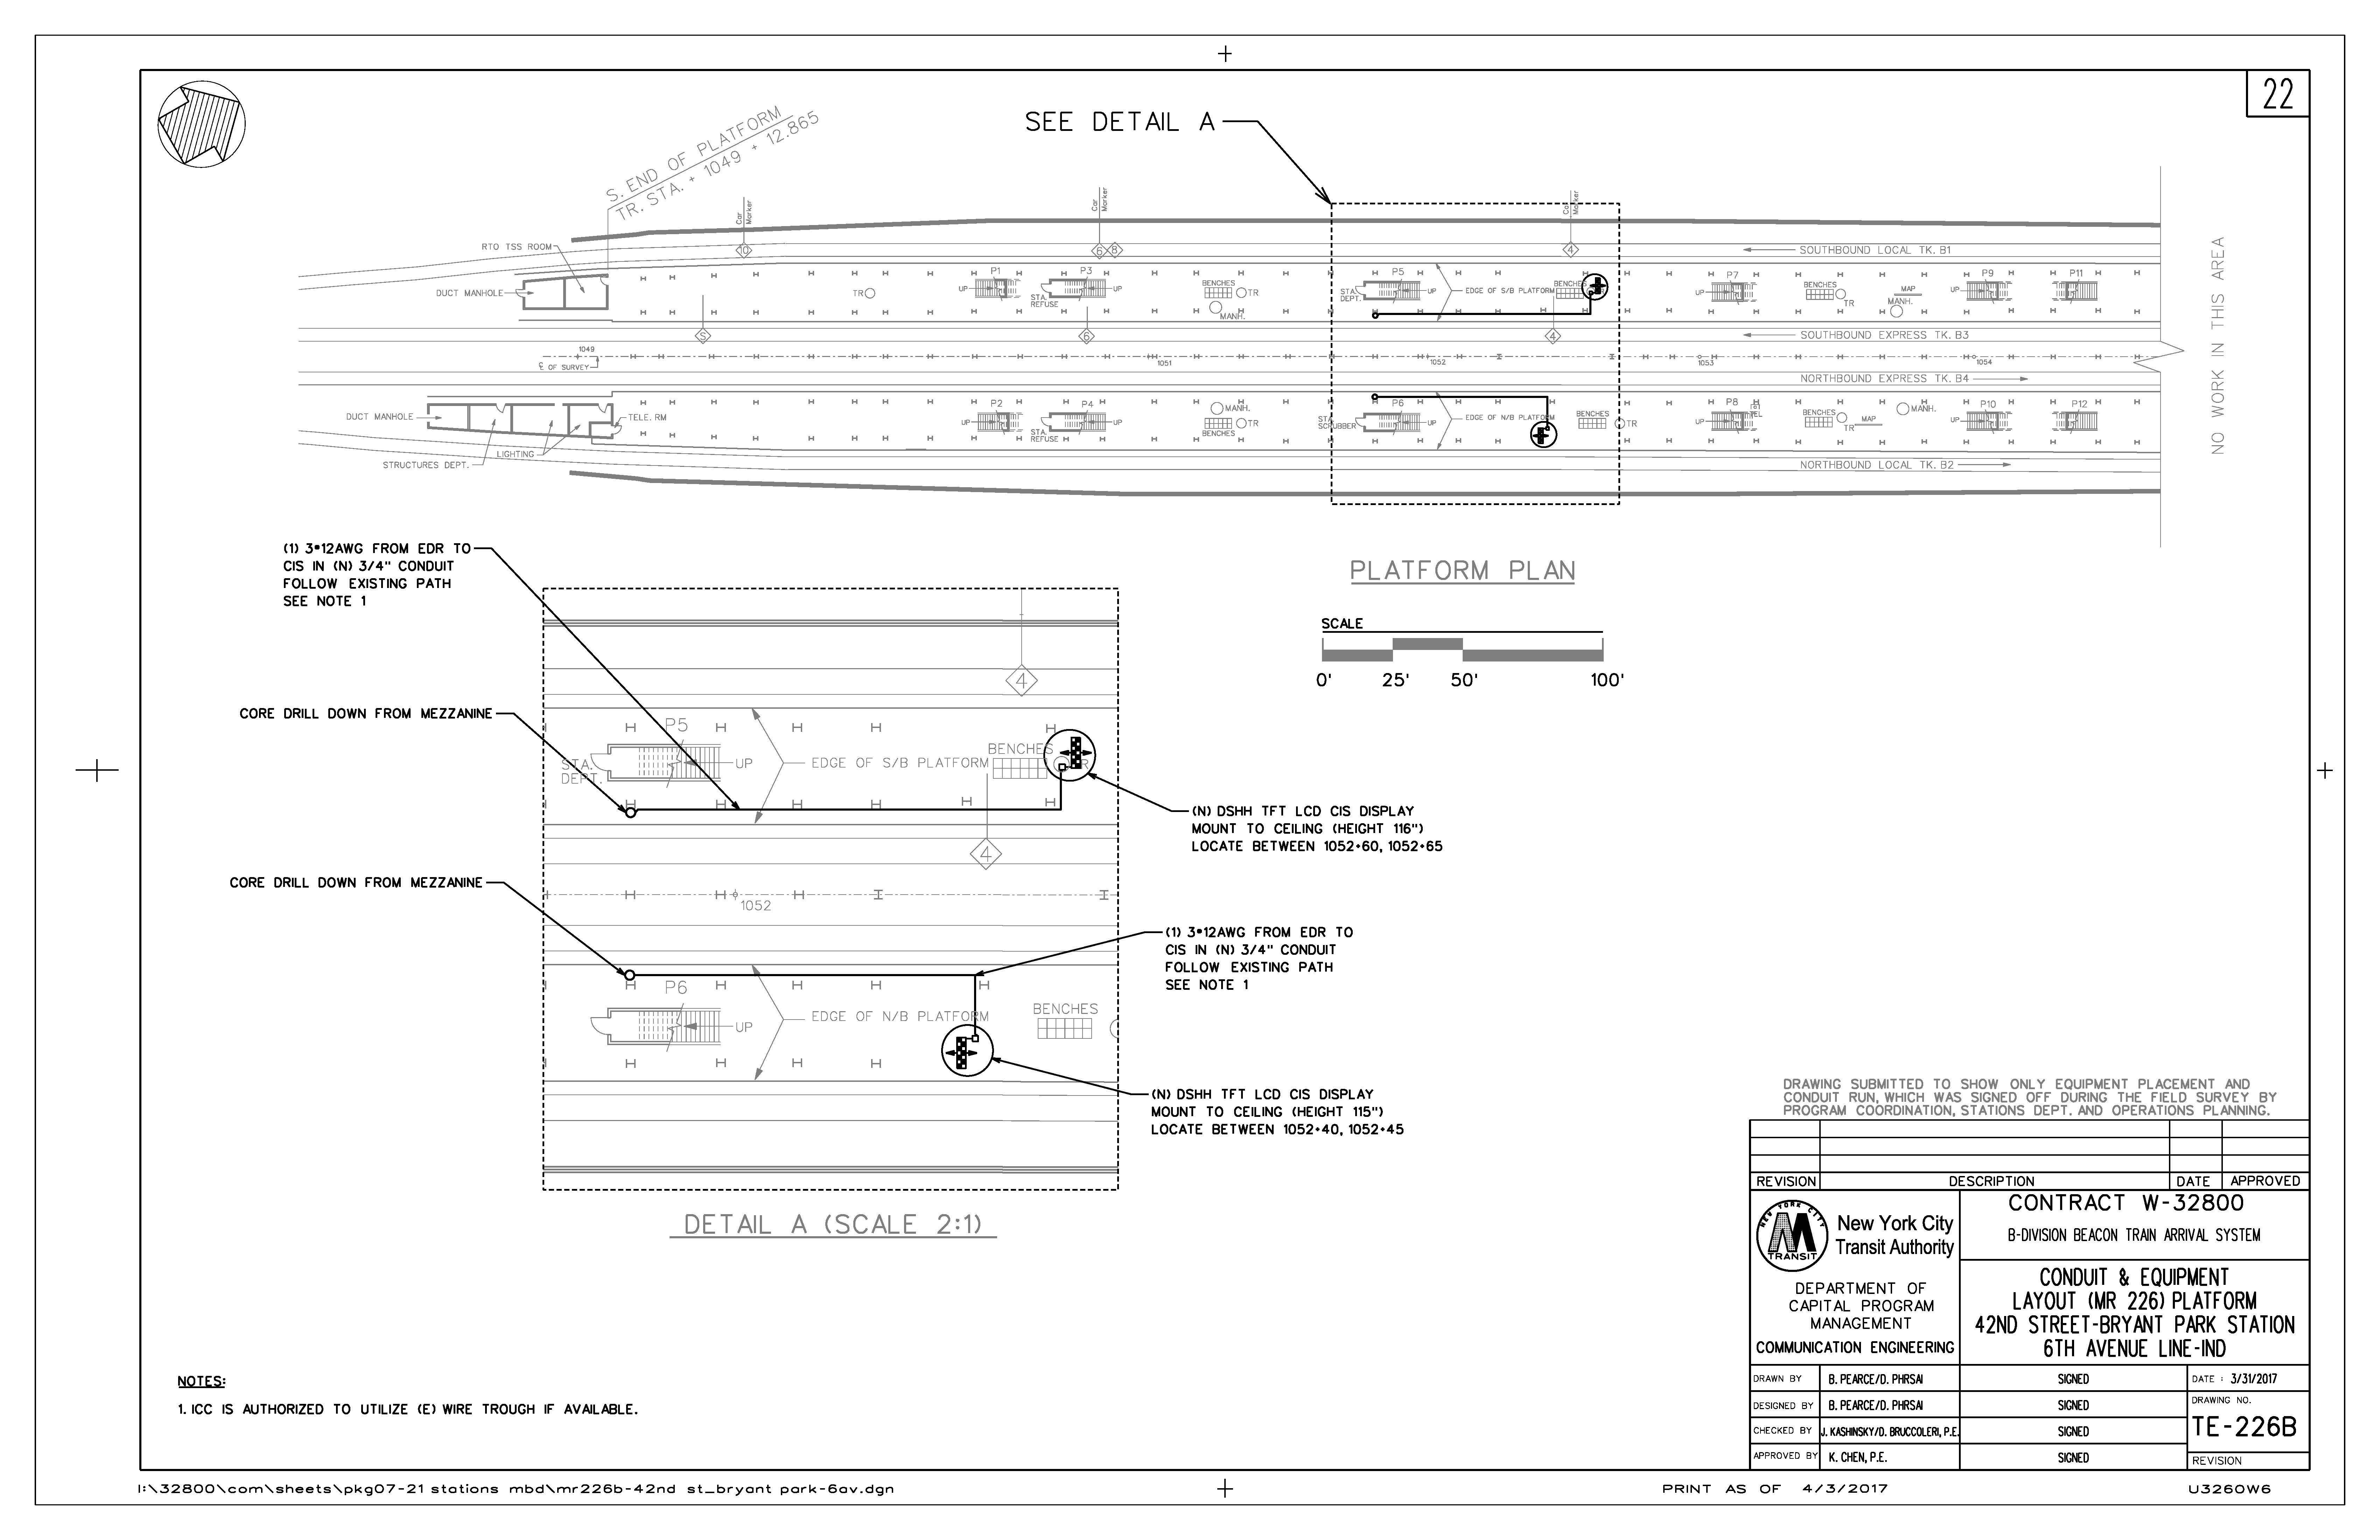 22
SEE DETAIL A
S. END OF PLATFORM
TR. STA. + 1049 + 12.865
Car
Marker
Car
Marker
Marker
10
6
8
4
SOUTHBOUND LOCAL TK. B1
RTO TSS ROOM
DUCT MANHOLE
TR
UP
P1
P3
UP
STA.
REFUSE
BENCHES
TR
MANH.
P5
STA.
DEPT.
UP
EDGE OF S/B PLATFORM
BENCHES
P7
UP
BENCHES
TR
MAP
MANH.
P9
UP
P11
S
6
4
SOUTHBOUND EXPRESS TK. B3
NO WORK IN THIS AREA
1049
℄ OF SURVEY
1051
1052
1053
1054
NORTHBOUND EXPRESS TK. B4
DUCT MANHOLE
TELE. RM
STRUCTURES DEPT.
LIGHTING
P2
UP
P4
UP
STA.
REFUSE
MANH.
TR
BENCHES
P6
STA.
SCRUBBER
UP
EDGE OF N/B PLATFORM
BENCHES
TR
P8
UP
TEL
BENCHES
TR
MAP
MANH.
P10
UP
P12
NORTHBOUND LOCAL TK. B2
PLATFORM PLAN
SCALE
0' 25' 50' 100'
(1) 3#12AWG FROM EDR TO
CIS IN (N) 3/4" CONDUIT
FOLLOW EXISTING PATH
SEE NOTE 1
CORE DRILL DOWN FROM MEZZANINE
CORE DRILL DOWN FROM MEZZANINE
4
P5
STA.
DEPT.
UP
EDGE OF S/B PLATFORM
BENCHES
4
1052
P6
UP
EDGE OF N/B PLATFORM
BENCHES
(N) DSHH TFT LCD CIS DISPLAY
MOUNT TO CEILING (HEIGHT 116")
LOCATE BETWEEN 1052+60, 1052+65
(1) 3#12AWG FROM EDR TO
CIS IN (N) 3/4" CONDUIT
FOLLOW EXISTING PATH
SEE NOTE 1
(N) DSHH TFT LCD CIS DISPLAY
MOUNT TO CEILING (HEIGHT 115")
LOCATE BETWEEN 1052+40, 1052+45
DETAIL A (SCALE 2:1)
NOTES:
1. ICC IS AUTHORIZED TO UTILIZE (E) WIRE TROUGH IF AVAILABLE.
DRAWING SUBMITTED TO SHOW ONLY EQUIPMENT PLACEMENT AND
CONDUIT RUN, WHICH WAS SIGNED OFF DURING THE FIELD SURVEY BY
PROGRAM COORDINATION, STATIONS DEPT. AND OPERATIONS PLANNING.
REVISION DESCRIPTION DATE APPROVED
NEW YORK CITY
TRANSIT
New York City
Transit Authority
DEPARTMENT OF
CAPITAL PROGRAM
MANAGEMENT
COMMUNICATION ENGINEERING
CONTRACT W-32800
B-DIVISION BEACON TRAIN ARRIVAL SYSTEM
CONDUIT & EQUIPMENT
LAYOUT (MR 226) PLATFORM
42ND STREET-BRYANT PARK STATION
6TH AVENUE LINE-IND
DRAWN BY B. PEARCE/D. PHRSAI SIGNED DATE : 3/31/2017
DESIGNED BY B. PEARCE/D. PHRSAI SIGNED
DRAWING NO.
TE-226B
CHECKED BY J. KASHINSKY/D. BRUCCOLERI, P.E. SIGNED
APPROVED BY K. CHEN, P.E. SIGNED
REVISION
I:\32800\com\sheets\pkg07-21 stations mbd\mr226b-42nd st_bryant park-6av.dgn
PRINT AS OF 4/3/2017
U3260W6